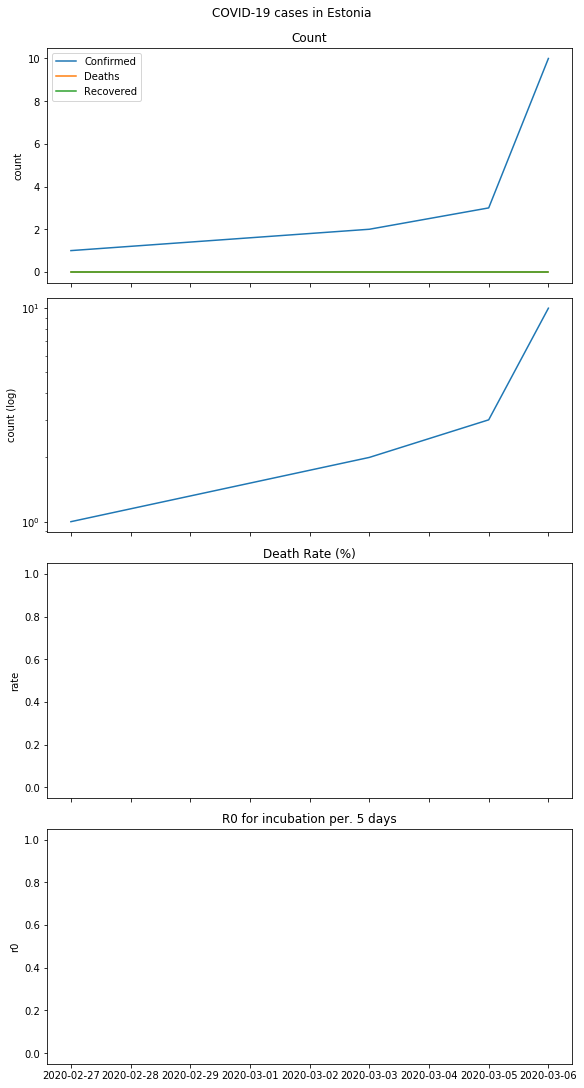 COVID-19 cases in Estonia
Count
Confirmed
Deaths
Recovered
10
8
6
4
2
0
count
10¹
10⁰
count (log)
Death Rate (%)
1.0
0.8
0.6
0.4
0.2
0.0
rate
R0 for incubation per. 5 days
1.0
0.8
0.6
0.4
0.2
0.0
r0
2020-02-27 2020-02-28 2020-02-29 2020-03-01 2020-03-02 2020-03-03 2020-03-04 2020-03-05 2020-03-06